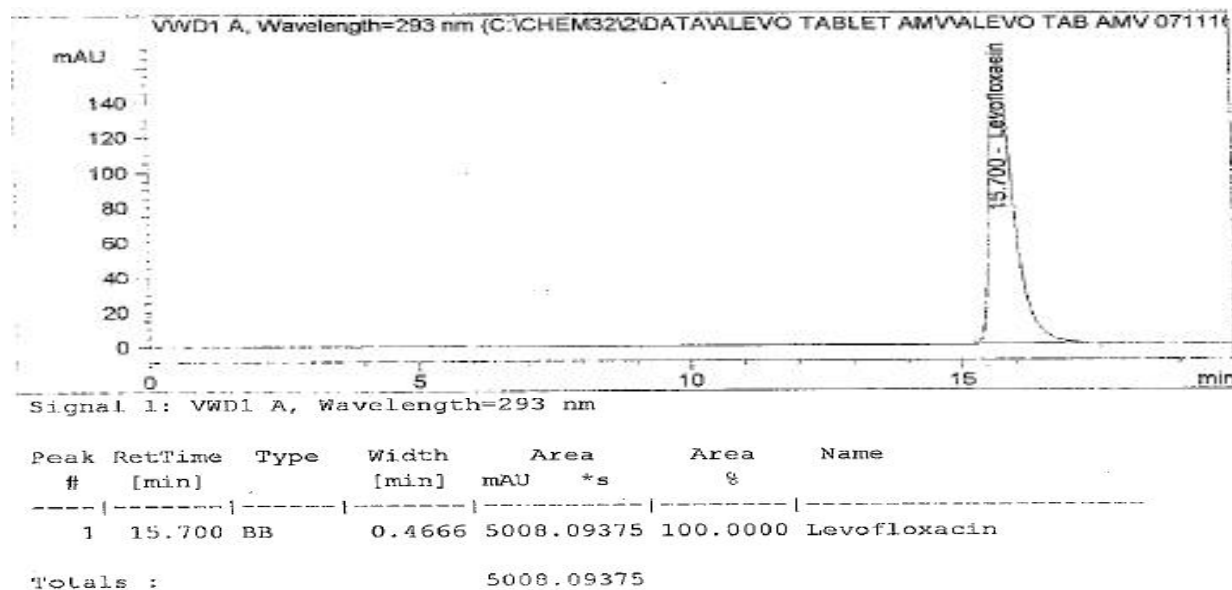 VWD1 A, Wavelength=293 nm (C:\CHEM32\2\DATA\ALEVO TABLET AMV\ALEVO TAB AMV 071116
mAU
140
120
100
80
60
40
20
0
15.700 - Levofloxacin
0 5 10 15 min
Signal 1: VWD1 A, Wavelength=293 nm
Peak RetTime Type Width Area Area Name
# [min] [min] mAU *s %
----|-------|------|-------|----------|--------|---------------------
1 15.700 BB 0.4666 5008.09375 100.0000 Levofloxacin
Totals : 5008.09375